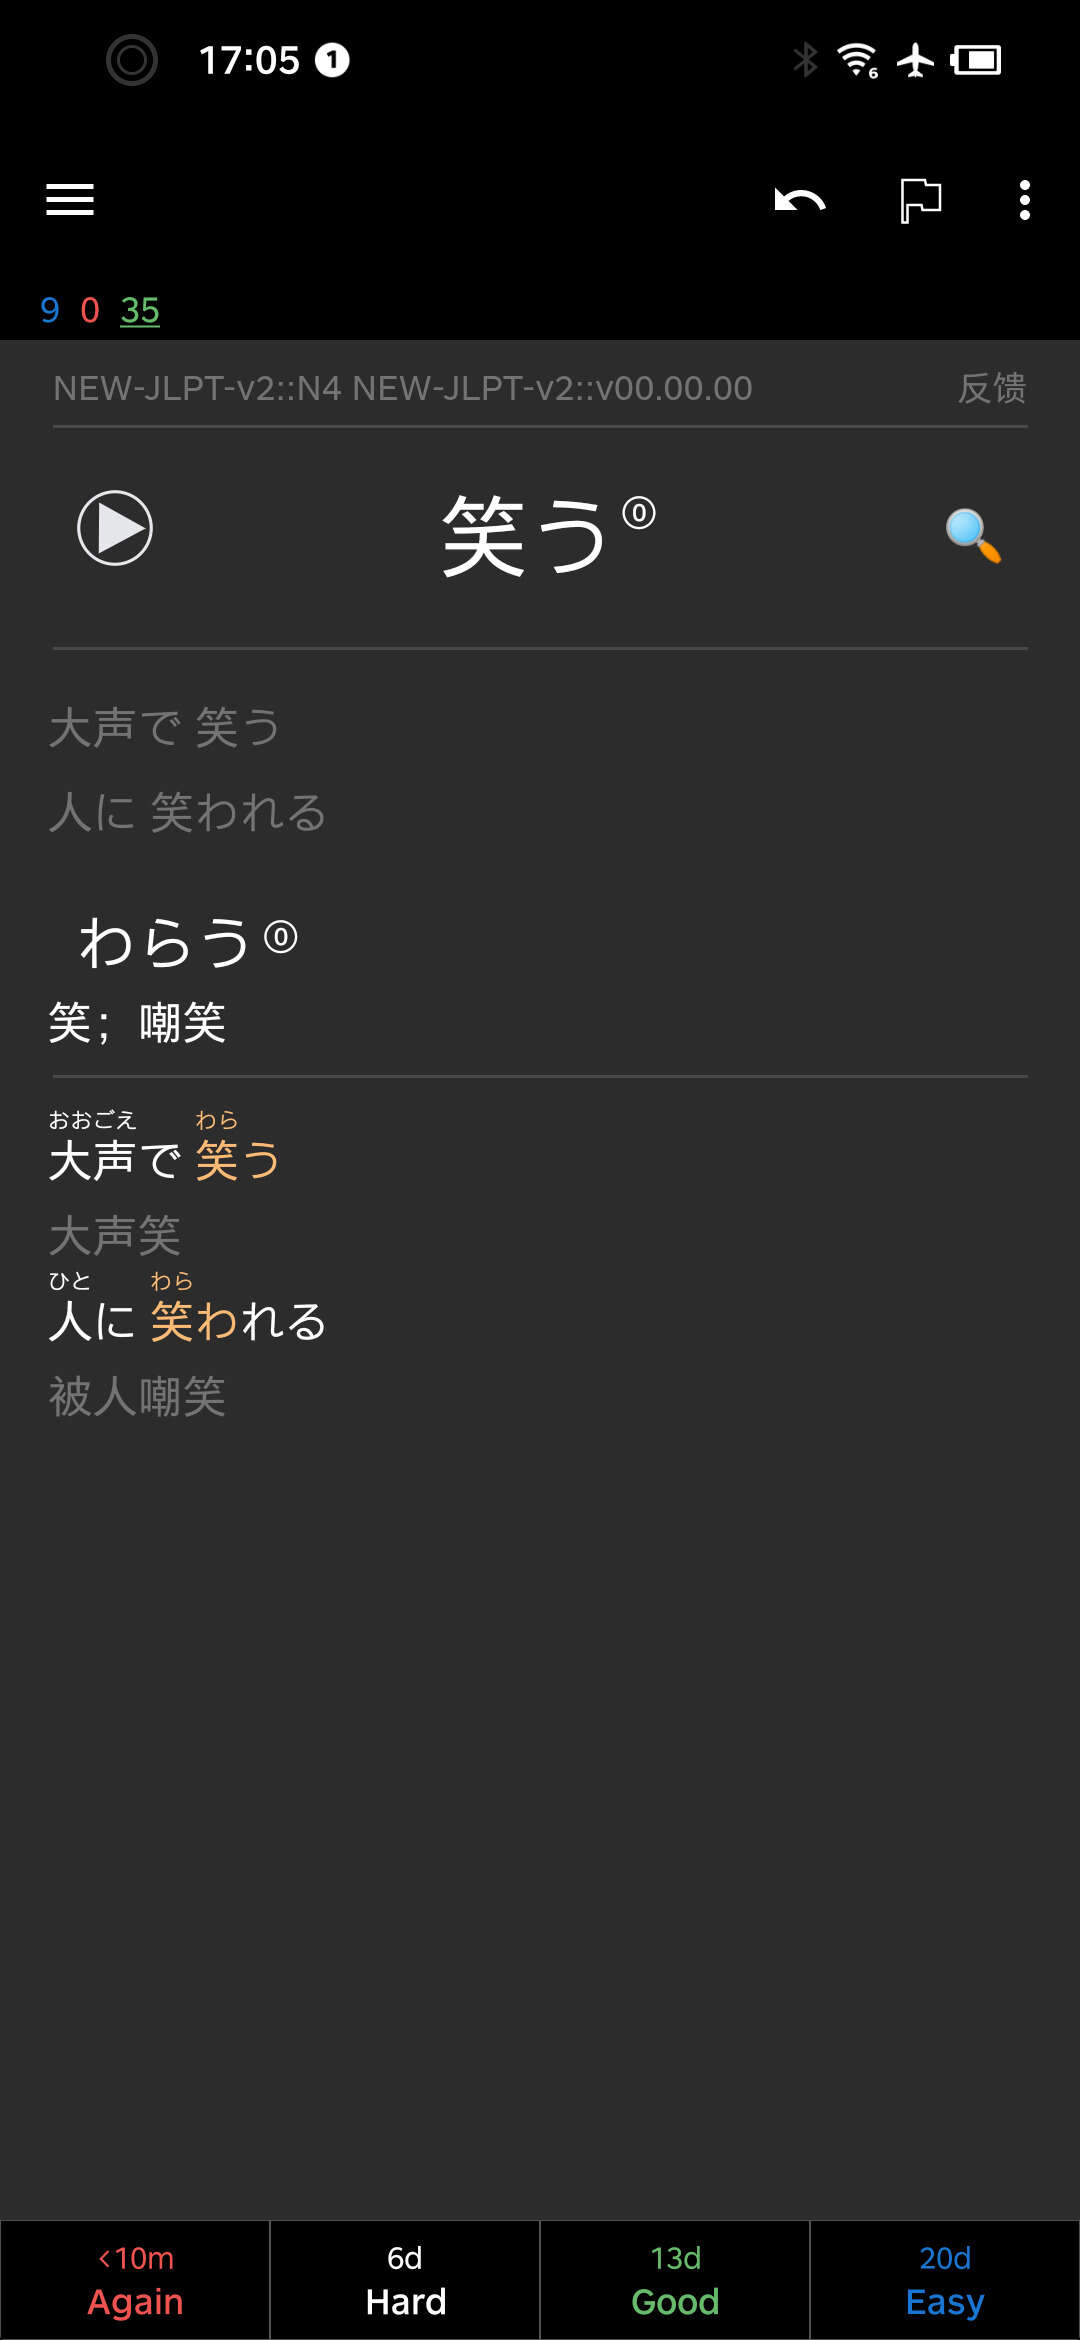 17:05 1
6
9 0 35
NEW-JLPT-v2::N4 NEW-JLPT-v2::v00.00.00 反馈
笑う⓪
大声で 笑う
人に 笑われる
わらう⓪
笑；嘲笑
おおごえ わら
大声で 笑う
大声笑
ひと わら
人に 笑われる
被人嘲笑
<10m 6d 13d 20d
Again Hard Good Easy